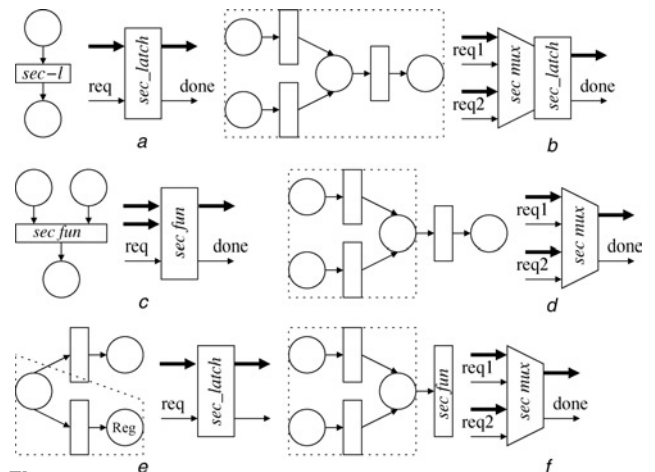 sec-l
req
sec_latch
done
a
req1
req2
sec mux
sec_latch
done
b
sec fun
req
sec fun
done
c
req1
req2
sec mux
done
d
Reg
req
sec_latch
e
sec fun
req1
req2
sec mux
done
f